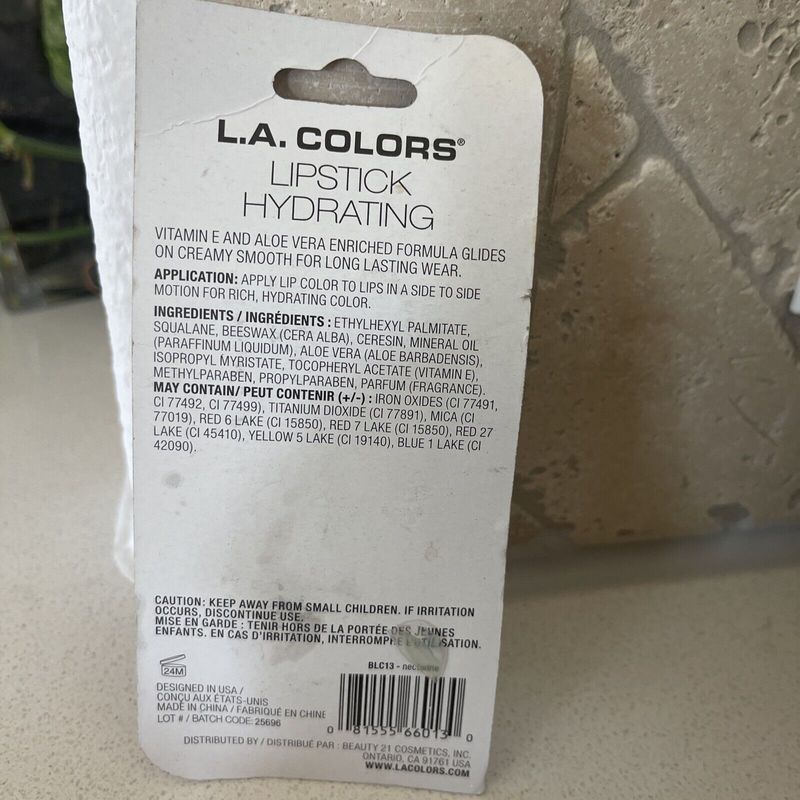 L.A. COLORS®
LIPSTICK
HYDRATING
VITAMIN E AND ALOE VERA ENRICHED FORMULA GLIDES
ON CREAMY SMOOTH FOR LONG LASTING WEAR.
APPLICATION: APPLY LIP COLOR TO LIPS IN A SIDE TO SIDE
MOTION FOR RICH, HYDRATING COLOR.
INGREDIENTS / INGRÉDIENTS : ETHYLHEXYL PALMITATE,
SQUALANE, BEESWAX (CERA ALBA), CERESIN, MINERAL OIL
(PARAFFINUM LIQUIDUM), ALOE VERA (ALOE BARBADENSIS),
ISOPROPYL MYRISTATE, TOCOPHERYL ACETATE (VITAMIN E),
METHYLPARABEN, PROPYLPARABEN, PARFUM (FRAGRANCE).
MAY CONTAIN/ PEUT CONTENIR (+/-) : IRON OXIDES (CI 77491,
CI 77492, CI 77499), TITANIUM DIOXIDE (CI 77891), MICA (CI
77019), RED 6 LAKE (CI 15850), RED 7 LAKE (CI 15850), RED 27
LAKE (CI 45410), YELLOW 5 LAKE (CI 19140), BLUE 1 LAKE (CI
42090).
CAUTION: KEEP AWAY FROM SMALL CHILDREN. IF IRRITATION
OCCURS, DISCONTINUE USE.
MISE EN GARDE : TENIR HORS DE LA PORTÉE DES JEUNES
ENFANTS. EN CAS D'IRRITATION, INTERROMPRE L'UTILISATION.
BLC13 - nectarine
24M
DESIGNED IN USA /
CONÇU AUX ÉTATS-UNIS
MADE IN CHINA / FABRIQUÉ EN CHINE
LOT # / BATCH CODE: 25696
0 81555 66013 0
DISTRIBUTED BY / DISTRIBUÉ PAR : BEAUTY 21 COSMETICS, INC.
ONTARIO, CA 91761 USA
WWW.LACOLORS.COM